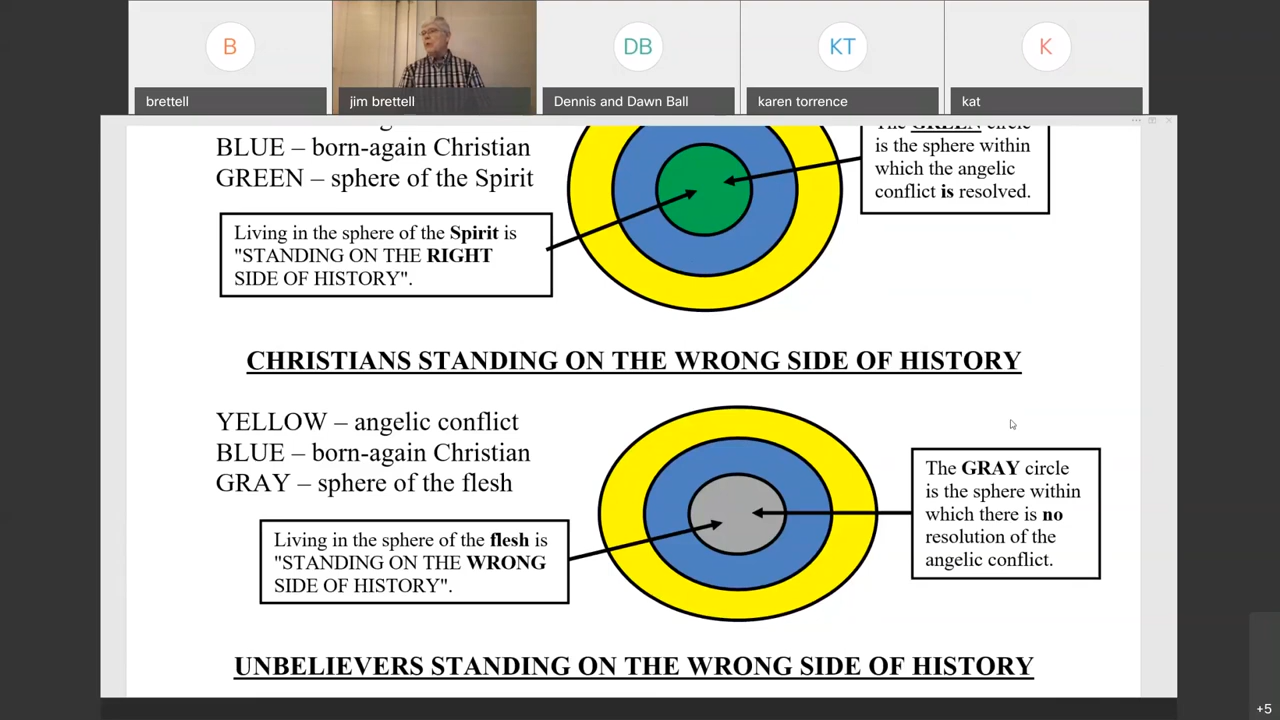 B
DB
KT
K
brettell
jim brettell
Dennis and Dawn Ball
karen torrence
kat
BLUE – born-again Christian
GREEN – sphere of the Spirit
The GREEN circle
is the sphere within
which the angelic
conflict is resolved.
Living in the sphere of the Spirit is
"STANDING ON THE RIGHT
SIDE OF HISTORY".
CHRISTIANS STANDING ON THE WRONG SIDE OF HISTORY
YELLOW – angelic conflict
BLUE – born-again Christian
GRAY – sphere of the flesh
The GRAY circle
is the sphere within
which there is no
resolution of the
angelic conflict.
Living in the sphere of the flesh is
"STANDING ON THE WRONG
SIDE OF HISTORY".
UNBELIEVERS STANDING ON THE WRONG SIDE OF HISTORY
+5